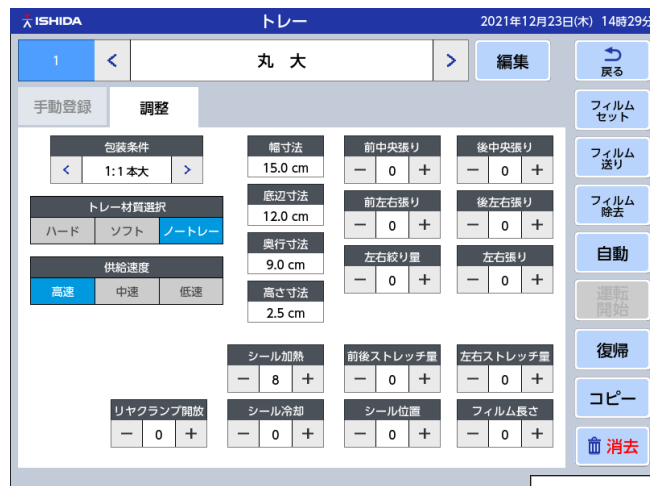 ISHIDA
トレー
2021年12月23日(木) 14時29分
1
<
丸 大
>
編集
戻る
手動登録
調整
フィルム
セット
フィルム
送り
フィルム
除去
自動
運転
開始
復帰
コピー
消去
包装条件
< 1:1 本大 >
トレー材質選択
ハード ソフト ノートレー
供給速度
高速 中速 低速
幅寸法
15.0 cm
底辺寸法
12.0 cm
奥行寸法
9.0 cm
高さ寸法
2.5 cm
前中央張り
− 0 +
後中央張り
− 0 +
前左右張り
− 0 +
後左右張り
− 0 +
左右絞り量
− 0 +
左右張り
− 0 +
シール加熱
− 8 +
前後ストレッチ量
− 0 +
左右ストレッチ量
− 0 +
リヤクランプ開放
− 0 +
シール冷却
− 0 +
シール位置
− 0 +
フィルム長さ
− 0 +